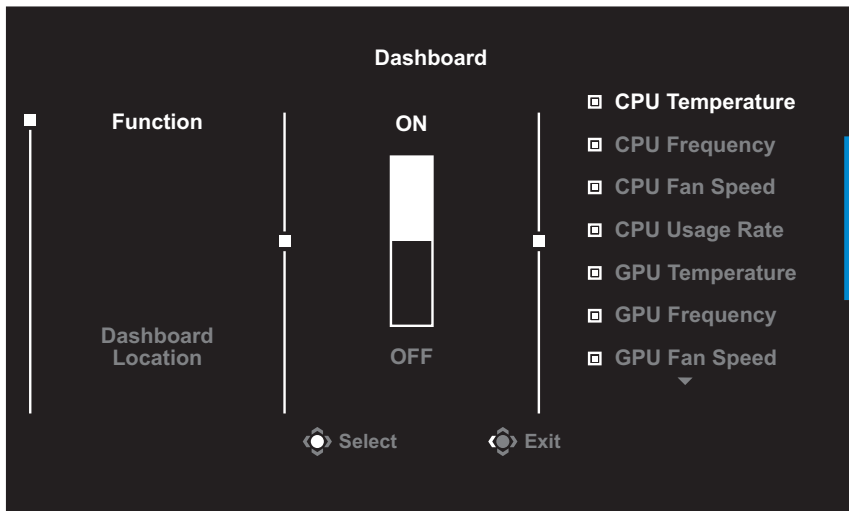 Dashboard
Function
Dashboard
Location
ON
OFF
CPU Temperature
CPU Frequency
CPU Fan Speed
CPU Usage Rate
GPU Temperature
GPU Frequency
GPU Fan Speed
Select
Exit